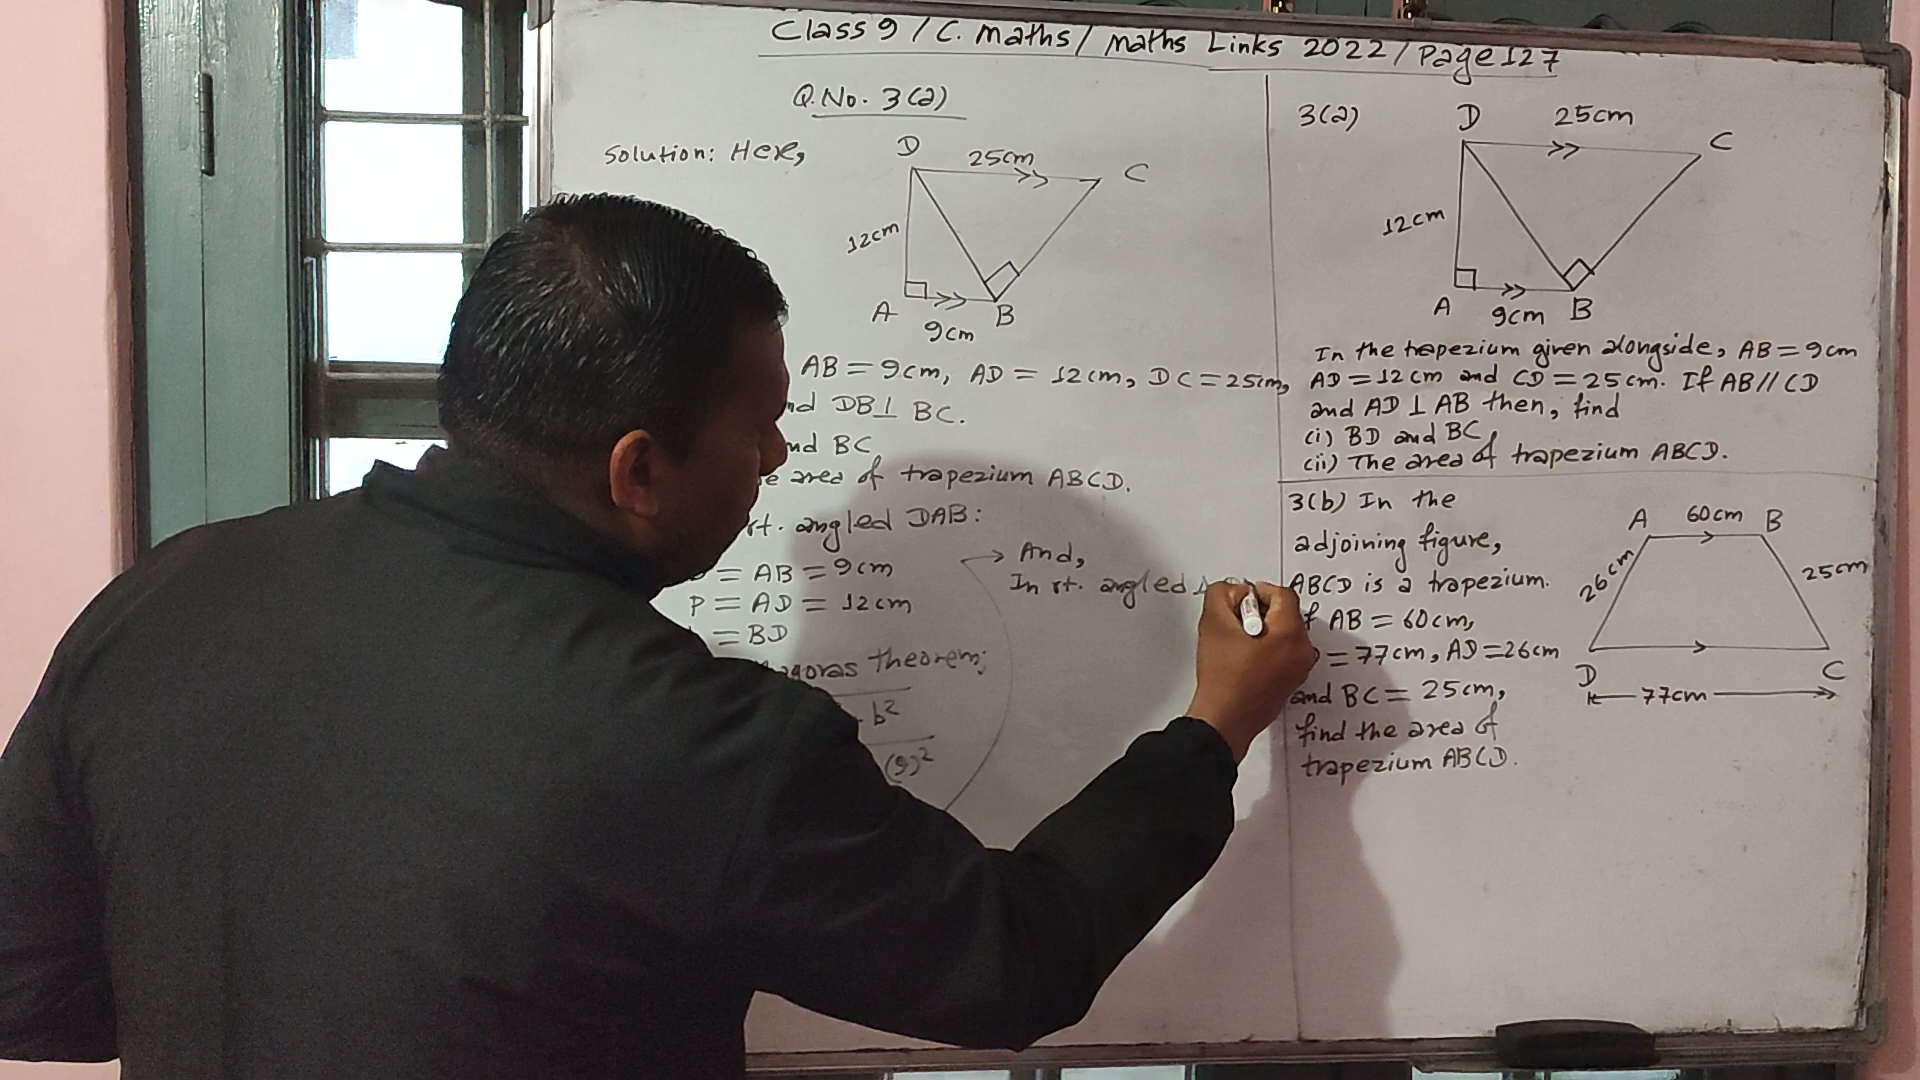 Class 9 / C. Maths / Maths Links 2022 / Page 127
Q.No. 3(a)
Solution: Here,
D
25cm
C
12cm
A
B
9cm
AB = 9cm, AD = 12cm, DC = 25cm,
DB⊥ BC.
BC
area of trapezium ABCD.
rt. angled DAB:
= AB = 9cm
P = AD = 12cm
= BD
theorem;
b²
(9)²
And,
In rt. angled
3(a)
D
25cm
C
12cm
A
9cm
B
In the trapezium given alongside, AB = 9cm
AD = 12cm and CD = 25cm. If AB // CD
and AD ⊥ AB then, find
(i) BD and BC
(ii) The area of trapezium ABCD.
3(b) In the
adjoining figure,
ABCD is a trapezium.
AB = 60cm,
= 77cm, AD = 26cm
and BC = 25cm,
find the area of
trapezium ABCD.
A
60cm
B
26cm
25cm
D
C
77cm